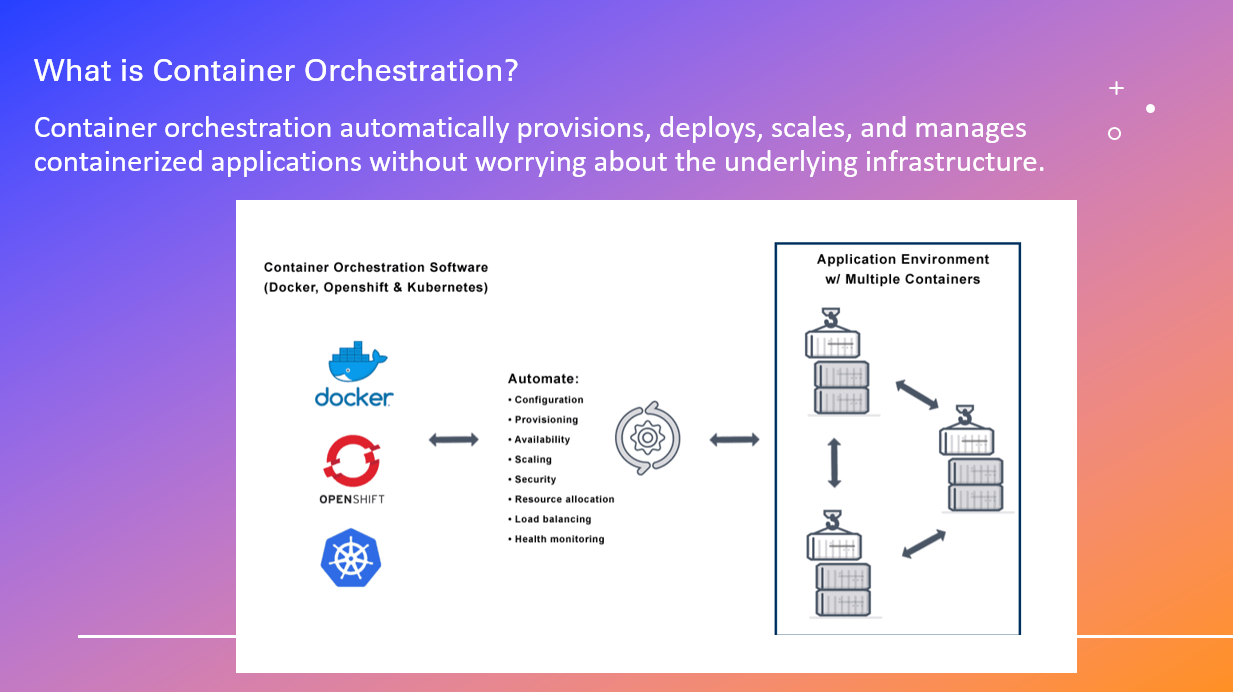 What is Container Orchestration?
Container orchestration automatically provisions, deploys, scales, and manages
containerized applications without worrying about the underlying infrastructure.
Container Orchestration Software
(Docker, Openshift & Kubernetes)
docker
OPENSHIFT
Automate:
• Configuration
• Provisioning
• Availability
• Scaling
• Security
• Resource allocation
• Load balancing
• Health monitoring
Application Environment
w/ Multiple Containers